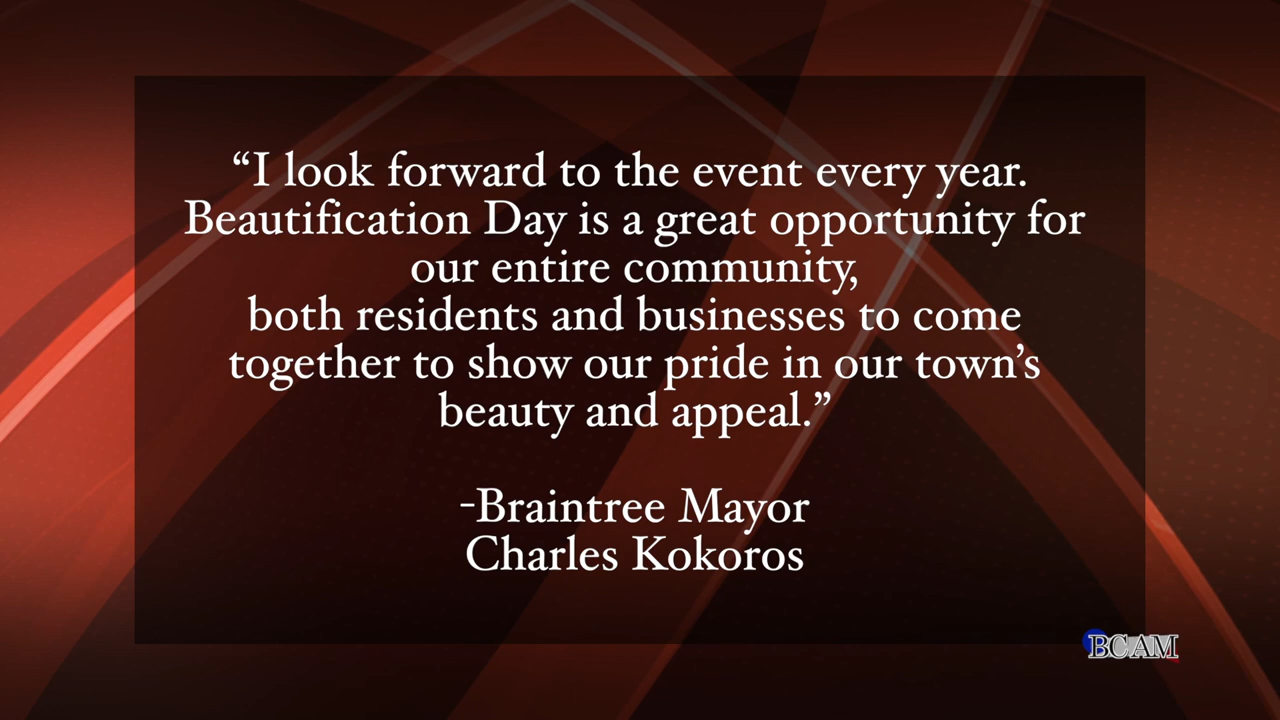 “I look forward to the event every year.
Beautification Day is a great opportunity for
our entire community,
both residents and businesses to come
together to show our pride in our town’s
beauty and appeal.”
-Braintree Mayor
Charles Kokoros
BCAM